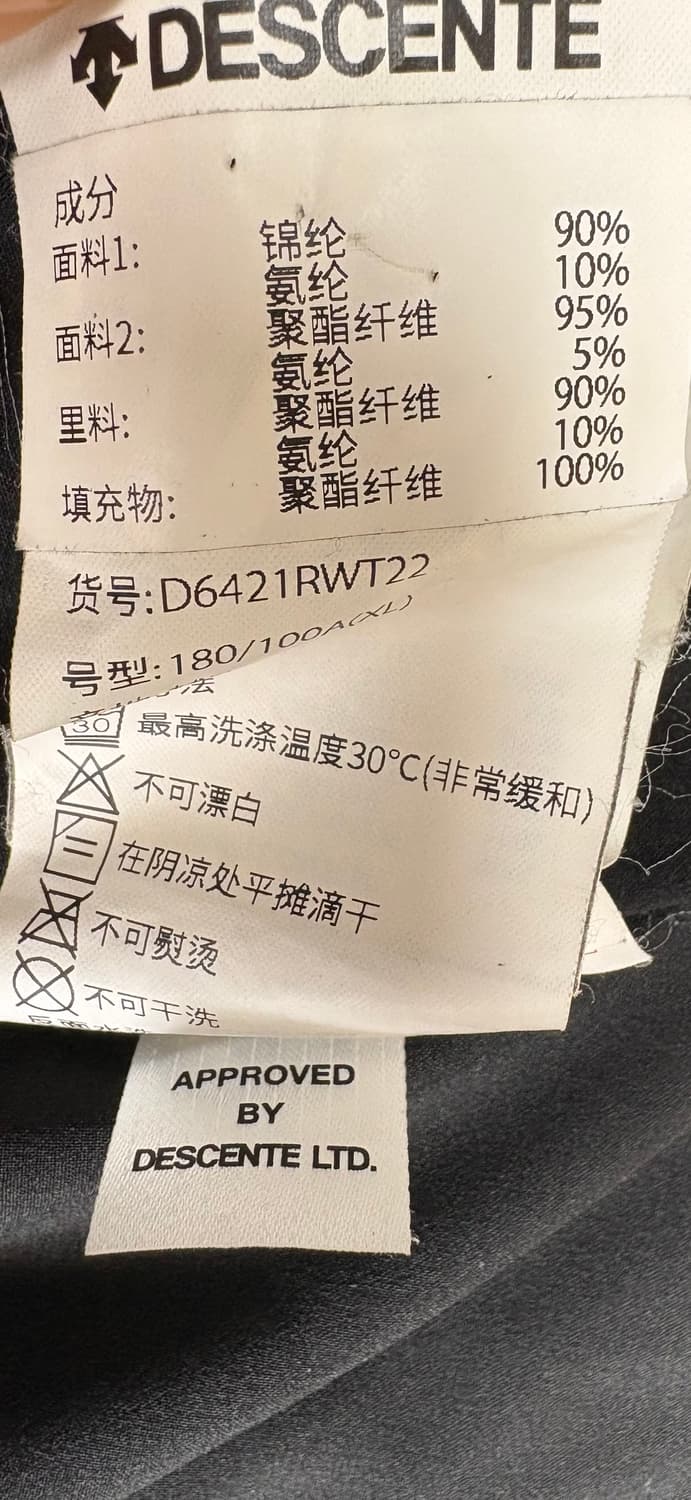 DESCENTE
成分
面料1: 锦纶 90%
氨纶 10%
面料2: 聚酯纤维 95%
氨纶 5%
里料: 聚酯纤维 90%
氨纶 10%
填充物: 聚酯纤维 100%
货号:D6421RWT22
号型:180/100A(XL)
法
30 最高洗涤温度30℃(非常缓和)
不可漂白
在阴凉处平摊滴干
不可熨烫
不可干洗
APPROVED
BY
DESCENTE LTD.